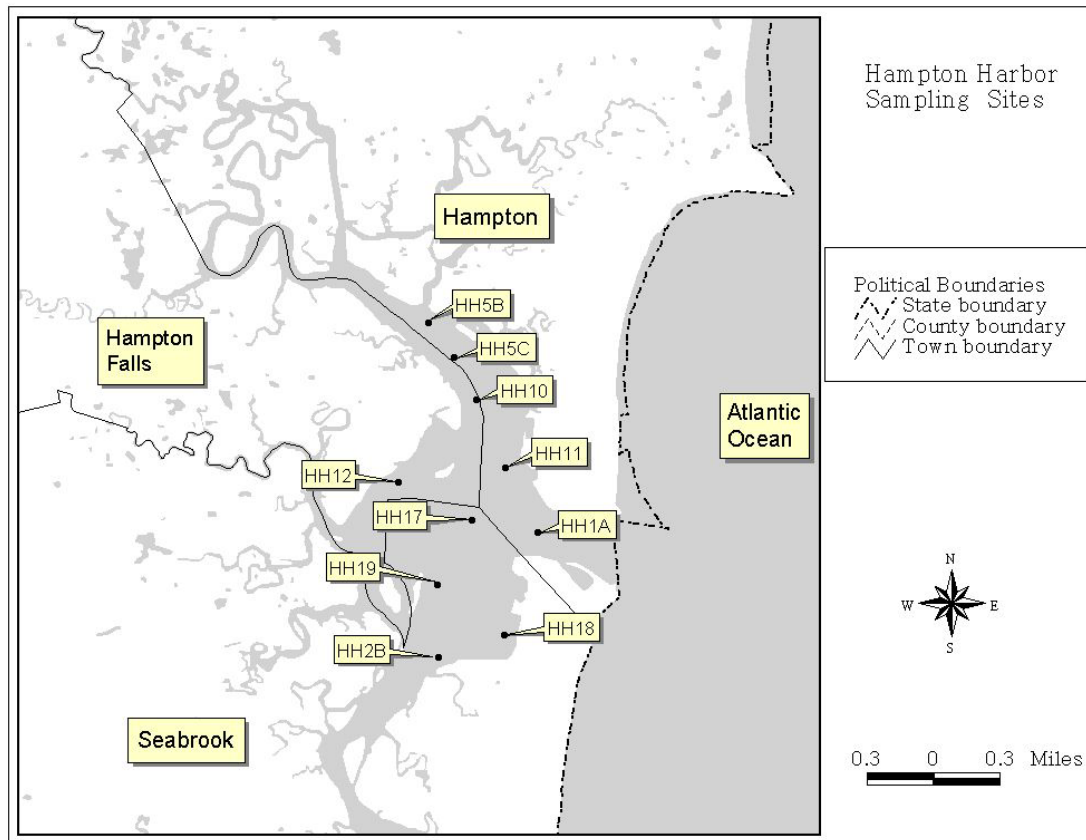 Hampton Harbor
Sampling Sites
Hampton
HH5B
Hampton
Falls
HH5C
HH10
Atlantic
Ocean
HH11
HH12
HH17
HH1A
HH19
HH18
HH2B
Seabrook
Political Boundaries
State boundary
County boundary
Town boundary
N
W E
S
0.3 0 0.3 Miles